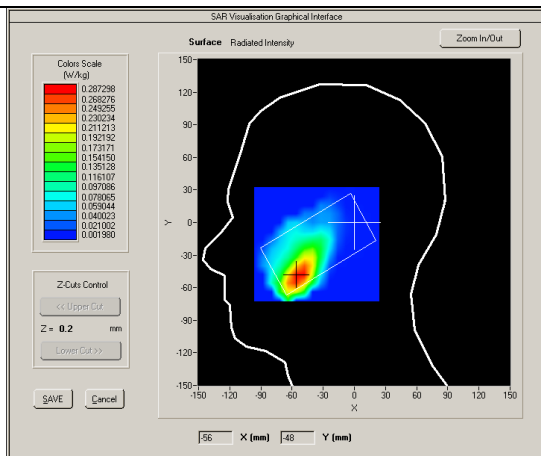 SAR Visualisation Graphical Interface
Surface Radiated Intensity
Zoom In/Out
Colors Scale
(W/kg)
0.287298
0.268276
0.249255
0.230234
0.211213
0.192192
0.173171
0.154150
0.135128
0.116107
0.097086
0.078065
0.059044
0.040023
0.021002
0.001980
Z-Cuts Control
<< Upper Cut
Z = 0.2 mm
Lower Cut >>
SAVE Cancel
150
120
90
60
30
0
-30
-60
-90
-120
-150
Y
-150 -120 -90 -60 -30 0 30 60 90 120 150
X
-56 X (mm) -48 Y (mm)